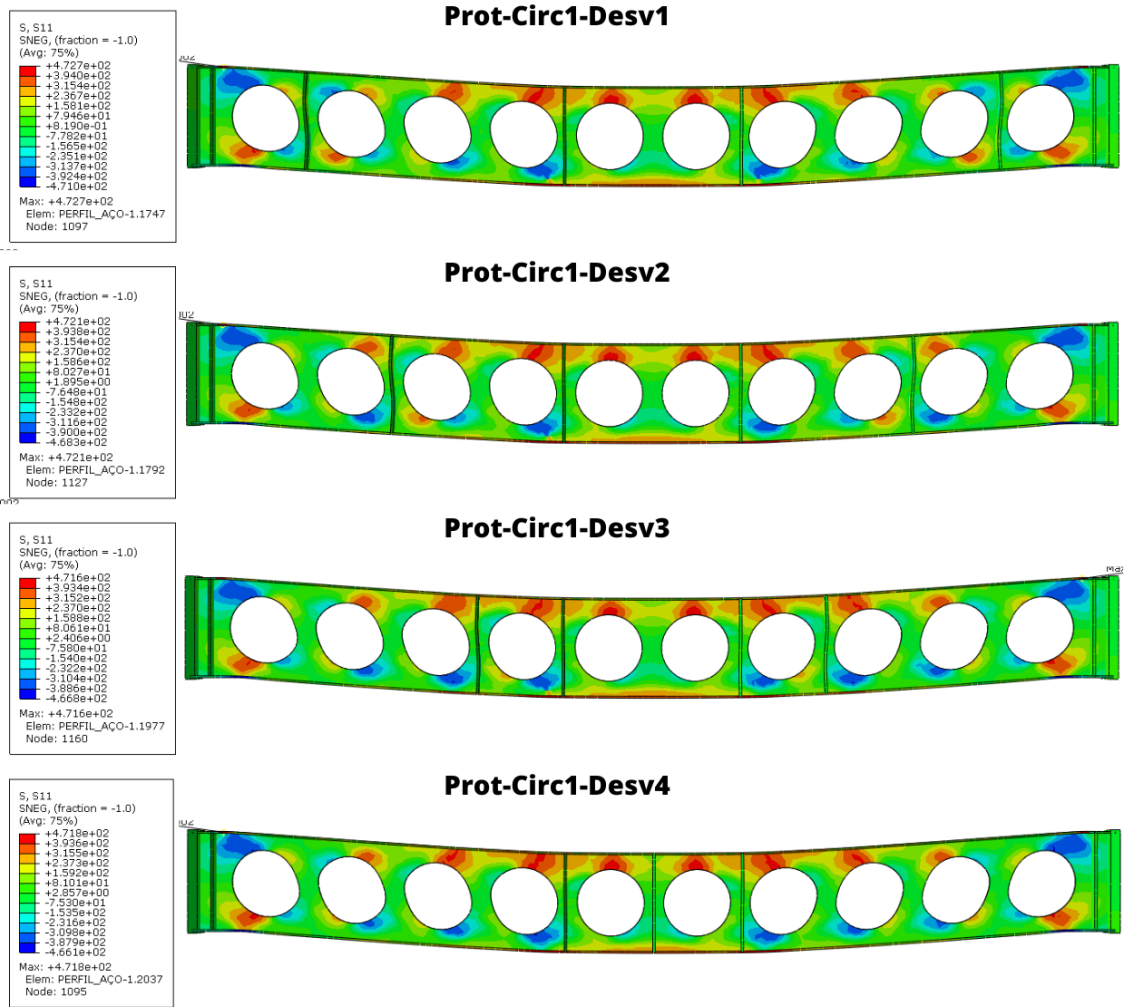 Prot-Circ1-Desv1
S, S11
SNEG, (fraction = -1.0)
(Avg: 75%)
+4.727e+02
+3.940e+02
+3.154e+02
+2.367e+02
+1.581e+02
+7.946e+01
+8.190e-01
-7.782e+01
-1.565e+02
-2.351e+02
-3.137e+02
-3.924e+02
-4.710e+02
Max: +4.727e+02
Elem: PERFIL_AÇO-1.1747
Node: 1097
Prot-Circ1-Desv2
S, S11
SNEG, (fraction = -1.0)
(Avg: 75%)
+4.721e+02
+3.938e+02
+3.154e+02
+2.370e+02
+1.586e+02
+8.027e+01
+1.895e+00
-7.648e+01
-1.548e+02
-2.332e+02
-3.116e+02
-3.900e+02
-4.683e+02
Max: +4.721e+02
Elem: PERFIL_AÇO-1.1792
Node: 1127
Prot-Circ1-Desv3
S, S11
SNEG, (fraction = -1.0)
(Avg: 75%)
+4.716e+02
+3.934e+02
+3.152e+02
+2.370e+02
+1.588e+02
+8.061e+01
+2.406e+00
-7.580e+01
-1.540e+02
-2.322e+02
-3.104e+02
-3.886e+02
-4.668e+02
Max: +4.716e+02
Elem: PERFIL_AÇO-1.1977
Node: 1160
Prot-Circ1-Desv4
S, S11
SNEG, (fraction = -1.0)
(Avg: 75%)
+4.718e+02
+3.936e+02
+3.155e+02
+2.373e+02
+1.592e+02
+8.101e+01
+2.857e+00
-7.530e+01
-1.535e+02
-2.316e+02
-3.098e+02
-3.879e+02
-4.661e+02
Max: +4.718e+02
Elem: PERFIL_AÇO-1.2037
Node: 1095